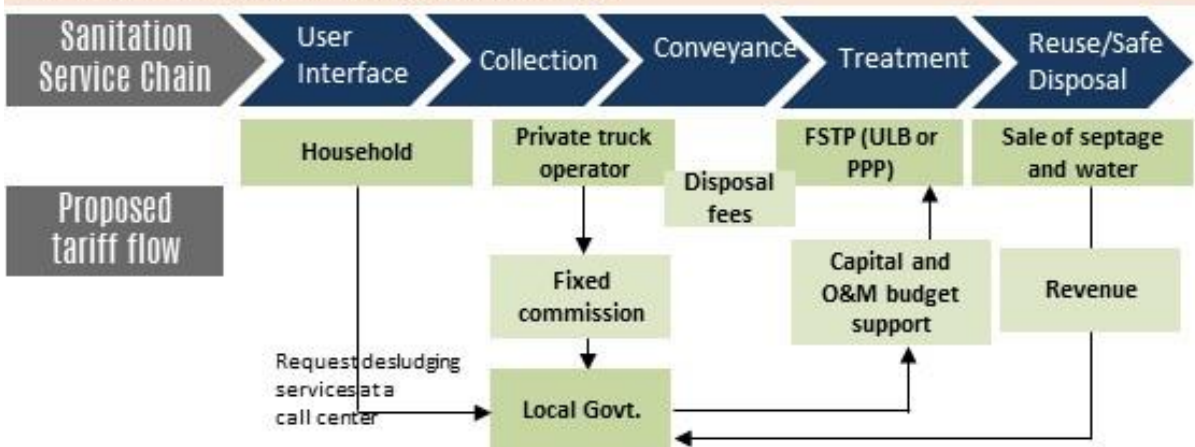 Sanitation
Service Chain
User
Interface
Collection
Conveyance
Treatment
Reuse/Safe
Disposal
Proposed
tariff flow
Household
Private truck
operator
Disposal
fees
FSTP (ULB or
PPP)
Sale of septage
and water
Fixed
commission
Capital and
O&M budget
support
Revenue
Request desludging
services at a
call center
Local Govt.